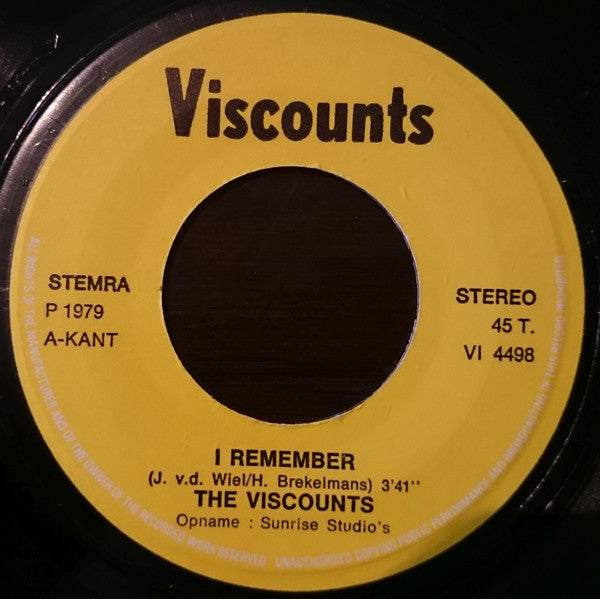 Viscounts
STEMRA
P 1979
A-KANT
STEREO
45 T.
VI 4498
I REMEMBER
(J. v.d. Wiel/H. Brekelmans) 3'41''
THE VISCOUNTS
Opname : Sunrise Studio's
ALL RIGHTS OF THE MANUFACTURER AND OF THE OWNER OF THE RECORDED WORK RESERVED UNAUTHORISED COPYING PUBLIC PERFORMANCE AND BROADCASTING OF THIS RECORD PROHIBITED